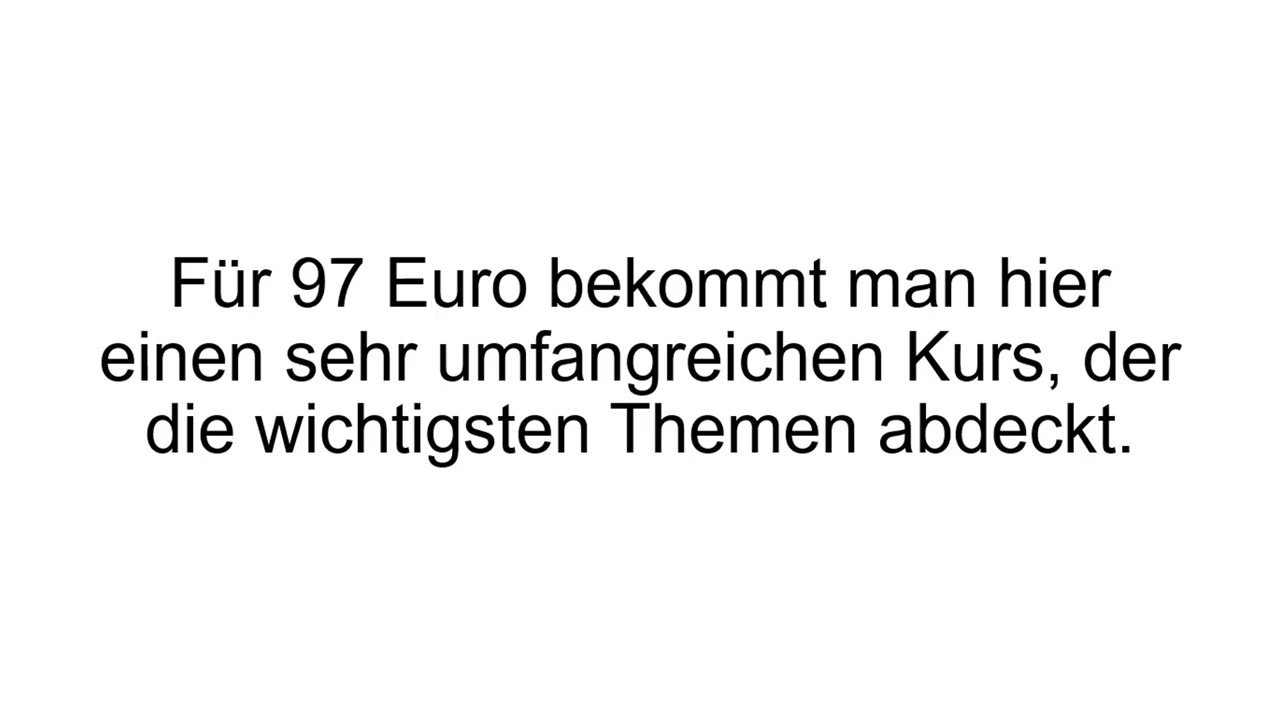 Für 97 Euro bekommt man hier
einen sehr umfangreichen Kurs, der
die wichtigsten Themen abdeckt.